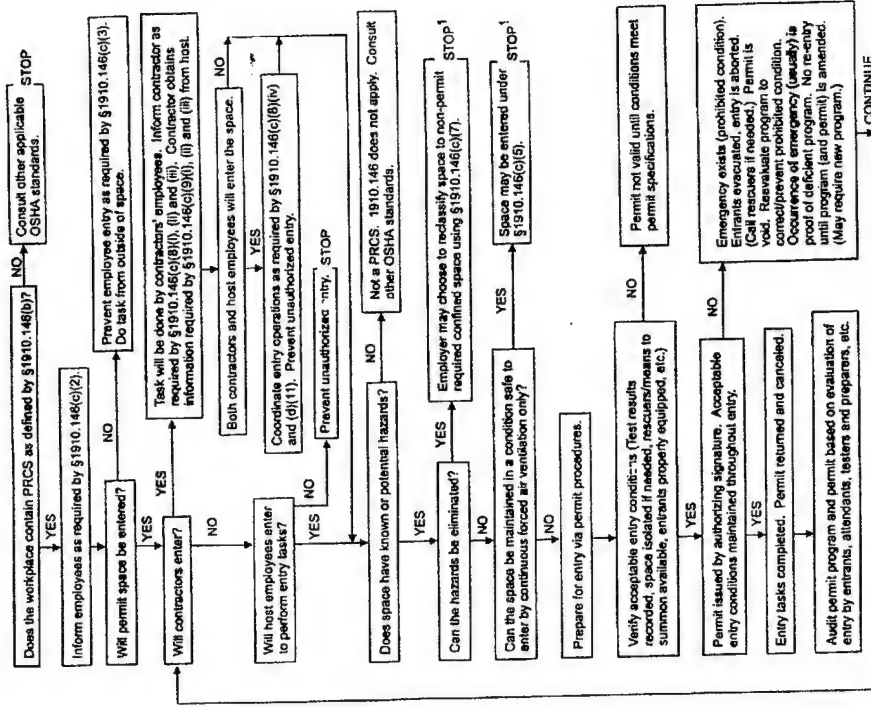 Does the workplace contain PRCS as defined by §1910.146(b)?
NO
Consult other applicable
OSHA standards.
STOP
YES
Inform employees as required by §1910.146(c)(2).
Will permit space be entered?
NO
Prevent employee entry as required by §1910.146(c)(3).
Do task from outside of space.
YES
Will contractors enter?
YES
Task will be done by contractors' employees. Inform contractor as
required by §1910.146(c)(8)(i), (ii) and (iii). Contractor obtains
information required by §1910.146(c)(9)(i), (ii) and (iii) from host.
Both contractors and host employees will enter the space.
NO
YES
Coordinate entry operations as required by §1910.146(c)(8)(iv)
and (d)(11). Prevent unauthorized entry.
NO
Will host employees enter
to perform entry tasks?
NO
Prevent unauthorized entry.
STOP
YES
Does space have known or potential hazards?
NO
Not a PRCS. 1910.146 does not apply. Consult
other OSHA standards.
YES
Can the hazards be eliminated?
YES
Employer may choose to reclassify space to non-permit
required confined space using §1910.146(c)(7).
STOP¹
NO
Can the space be maintained in a condition safe to
enter by continuous forced air ventilation only?
YES
Space may be entered under
§1910.146(c)(5).
STOP¹
NO
Prepare for entry via permit procedures.
Verify acceptable entry conditions (Test results
recorded, space isolated if needed, rescuers/means to
summon available, entrants properly equipped, etc.)
NO
Permit not valid until conditions meet
permit specifications.
YES
Permit issued by authorizing signature. Acceptable
entry conditions maintained throughout entry.
NO
Emergency exists (prohibited condition).
Entrants evacuated, entry is aborted.
(Call rescuers if needed.) Permit is
void. Reevaluate program to
correct/prevent prohibited condition.
Occurrence of emergency (usually) is
proof of deficient program. No re-entry
until program (and permit) is amended.
(May require new program.)
CONTINUE
YES
Entry tasks completed. Permit returned and canceled.
Audit permit program and permit based on evaluation of
entry by entrants, attendants, testers and preparers, etc.